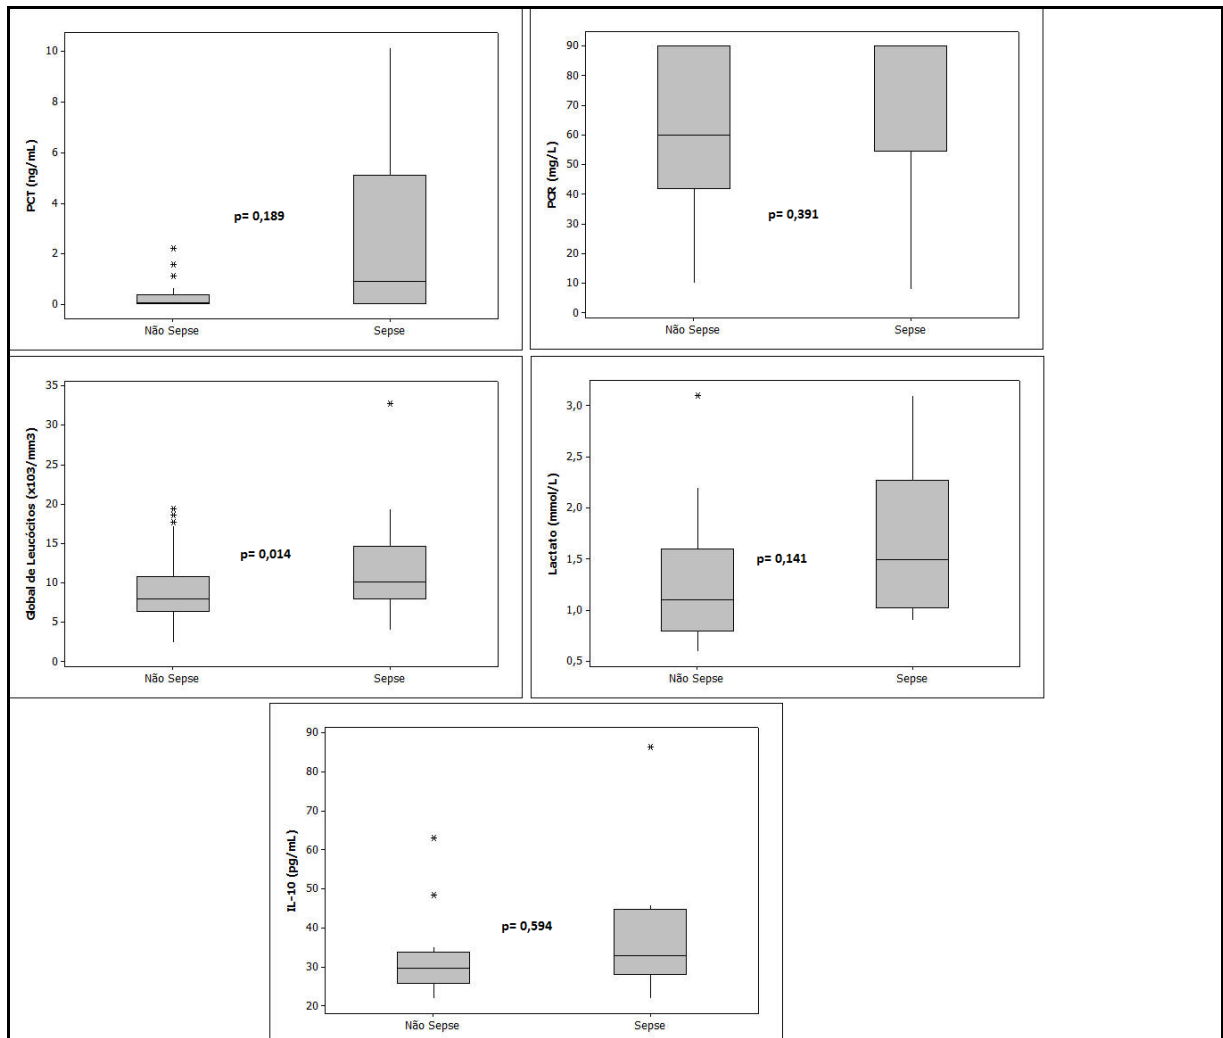 PCT (ng/mL)
10
8
6
4
2
0
p= 0,189
Não Sepse
Sepse
PCR (mg/L)
90
80
70
60
50
40
30
20
10
0
p= 0,391
Não Sepse
Sepse
Global de Leucócitos (x103/mm3)
35
30
25
20
15
10
5
0
p= 0,014
Não Sepse
Sepse
Lactato (mmol/L)
3,0
2,5
2,0
1,5
1,0
0,5
p= 0,141
Não Sepse
Sepse
IL-10 (pg/mL)
90
80
70
60
50
40
30
20
p= 0,594
Não Sepse
Sepse